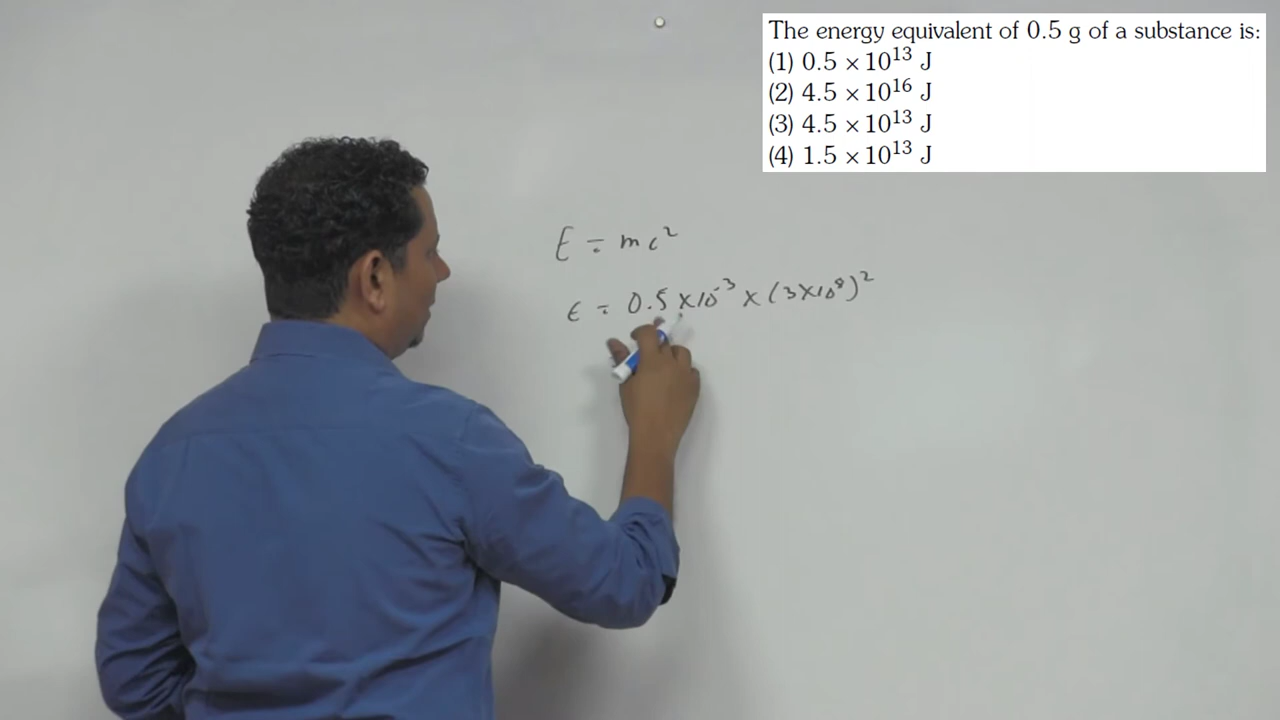 The energy equivalent of 0.5 g of a substance is:
(1) 0.5 × 10¹³ J
(2) 4.5 × 10¹⁶ J
(3) 4.5 × 10¹³ J
(4) 1.5 × 10¹³ J
E = mc²
E = 0.5 × 10⁻³ × (3×10⁸)²